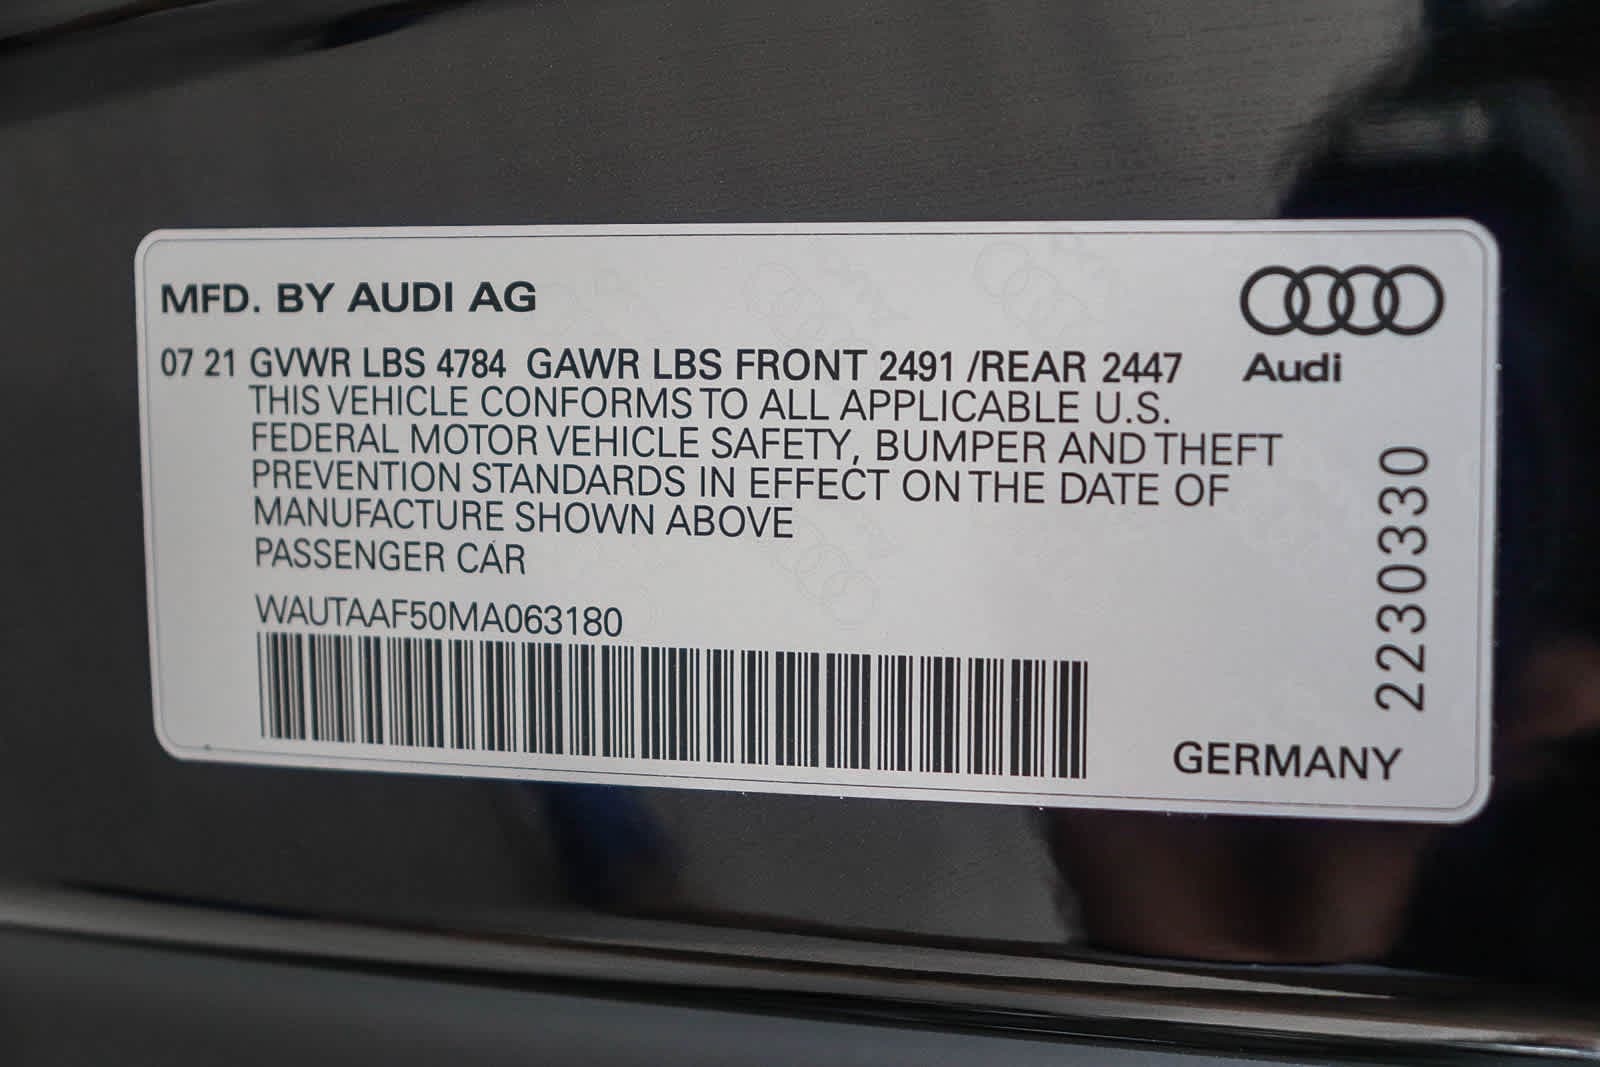 MFD. BY AUDI AG
07 21 GVWR LBS 4784 GAWR LBS FRONT 2491 /REAR 2447
THIS VEHICLE CONFORMS TO ALL APPLICABLE U.S.
FEDERAL MOTOR VEHICLE SAFETY, BUMPER AND THEFT
PREVENTION STANDARDS IN EFFECT ON THE DATE OF
MANUFACTURE SHOWN ABOVE
PASSENGER CAR
WAUTAAF50MA063180
Audi
2230330
GERMANY